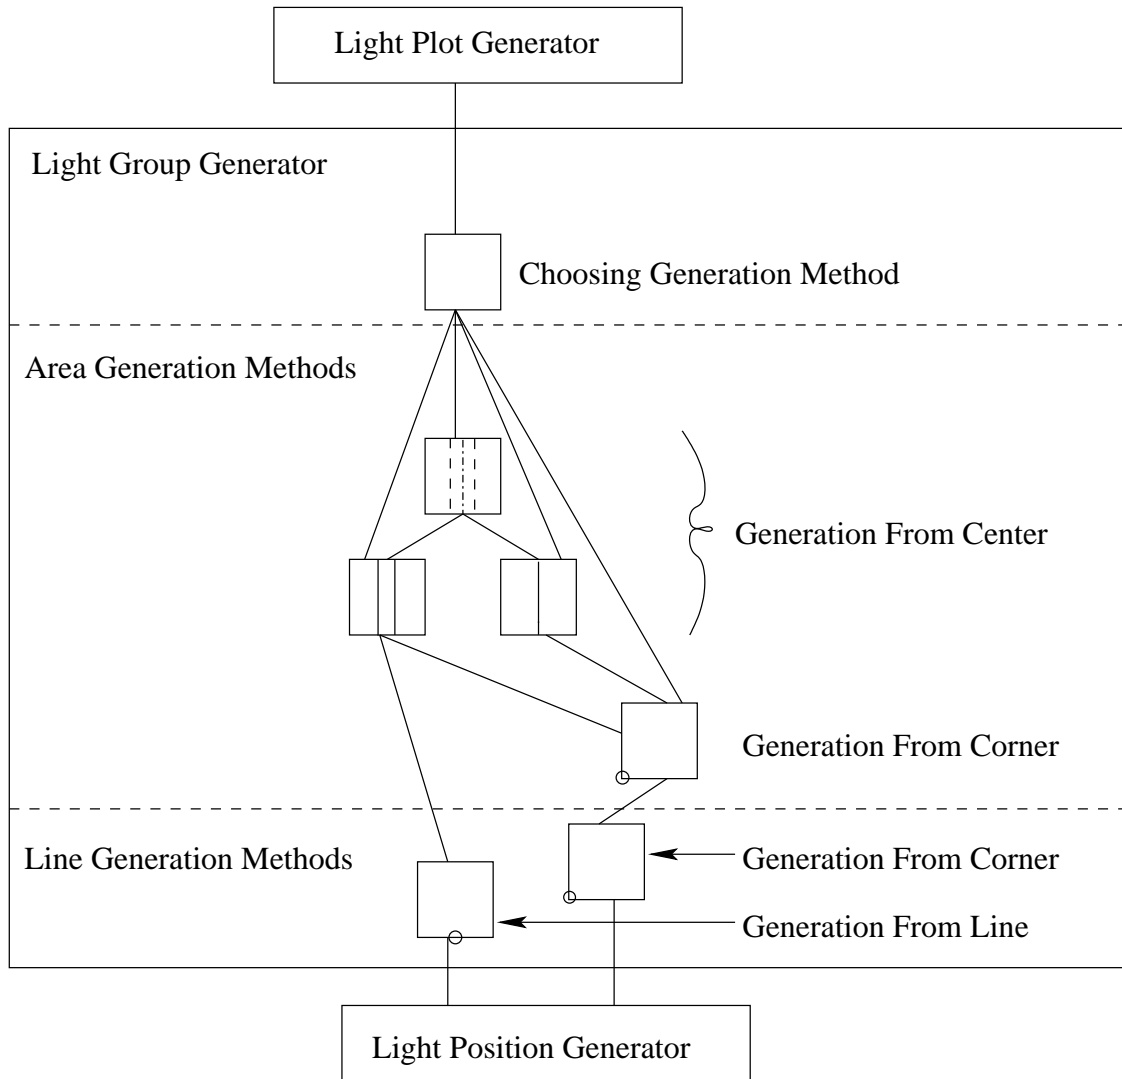 Light Plot Generator
Light Group Generator
Choosing Generation Method
Area Generation Methods
Generation From Center
Generation From Corner
Line Generation Methods
Generation From Corner
Generation From Line
Light Position Generator